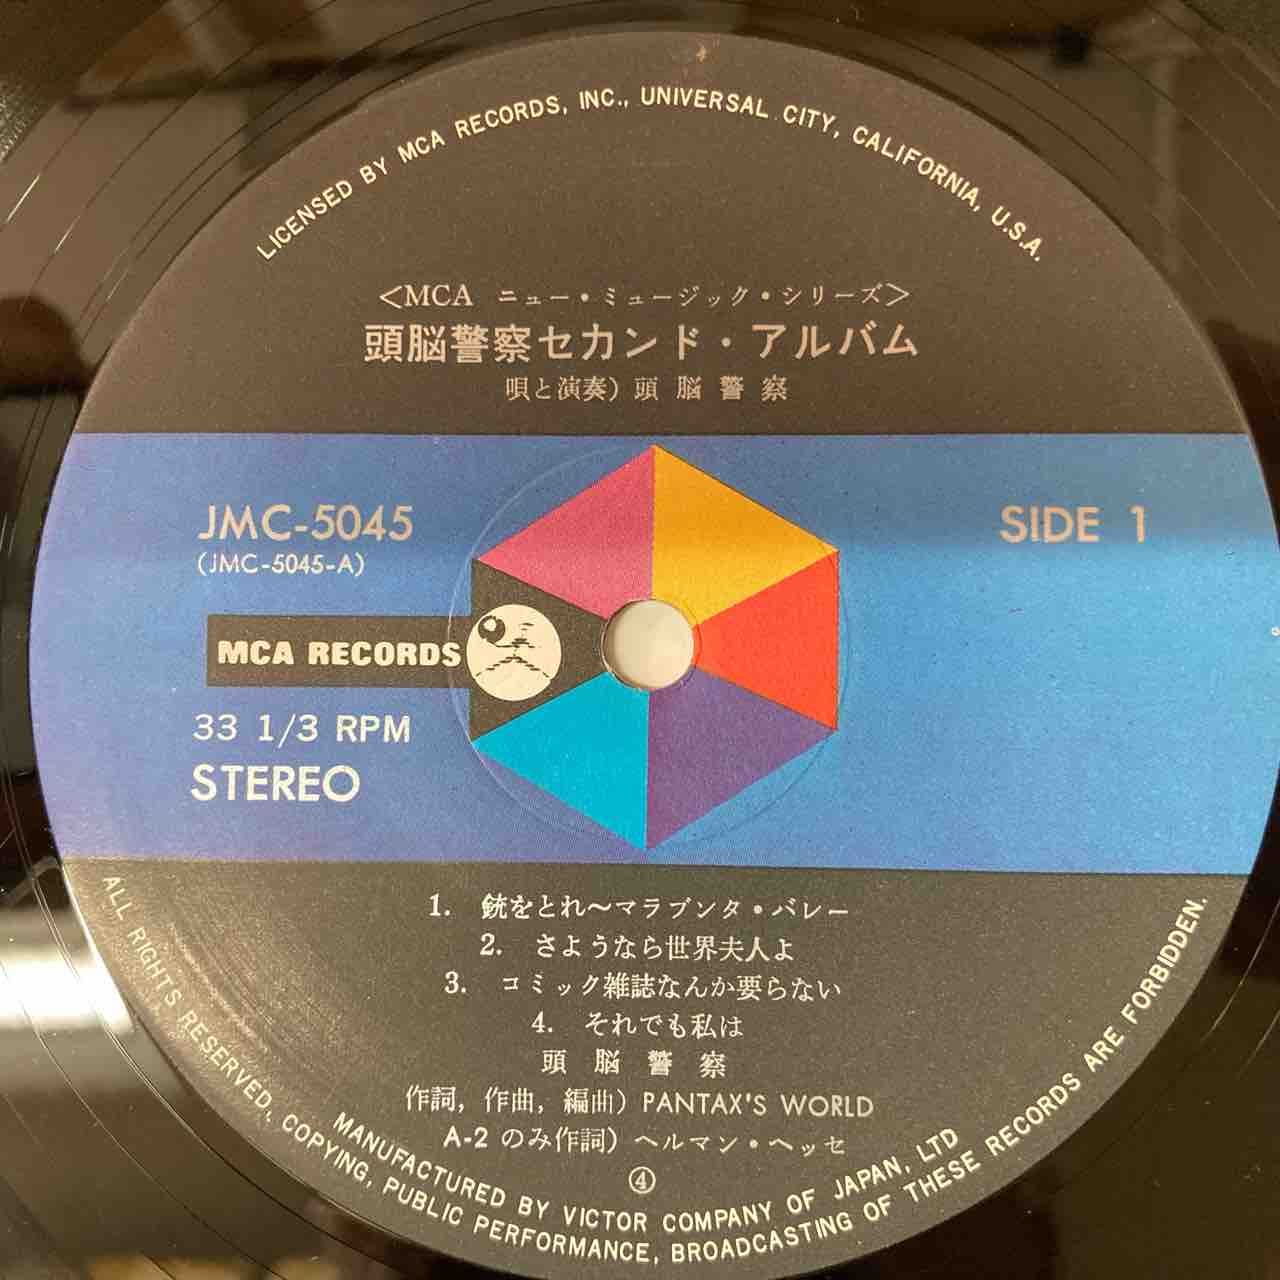 LICENSED BY MCA RECORDS, INC., UNIVERSAL CITY, CALIFORNIA, U.S.A.
<MCA ニュー・ミュージック・シリーズ>
頭脳警察セカンド・アルバム
唄と演奏) 頭脳警察
JMC-5045
(JMC-5045-A)
SIDE 1
MCA RECORDS
33 1/3 RPM
STEREO
1. 銃をとれ〜マラブンタ・バレー
2. さようなら世界夫人よ
3. コミック雑誌なんか要らない
4. それでも私は
頭脳警察
作詞, 作曲, 編曲) PANTAX'S WORLD
A-2 のみ作詞) ヘルマン・ヘッセ
④
MANUFACTURED BY VICTOR COMPANY OF JAPAN, LTD
ALL RIGHTS RESERVED. COPYING, PUBLIC PERFORMANCE, BROADCASTING OF THESE RECORDS ARE FORBIDDEN.